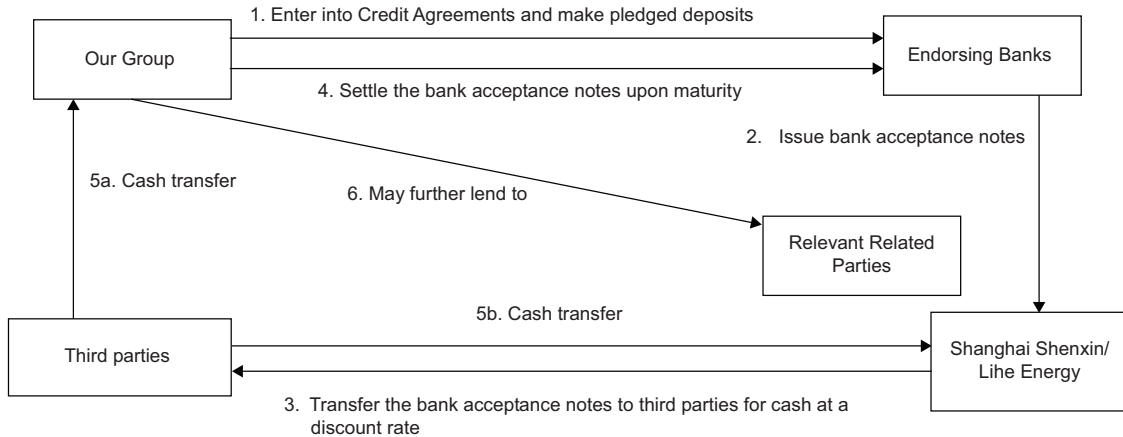 1. Enter into Credit Agreements and make pledged deposits
Our Group
Endorsing Banks
4. Settle the bank acceptance notes upon maturity
2. Issue bank acceptance notes
5a. Cash transfer
6. May further lend to
Relevant Related
Parties
5b. Cash transfer
Third parties
Shanghai Shenxin/
Lihe Energy
3. Transfer the bank acceptance notes to third parties for cash at a
discount rate